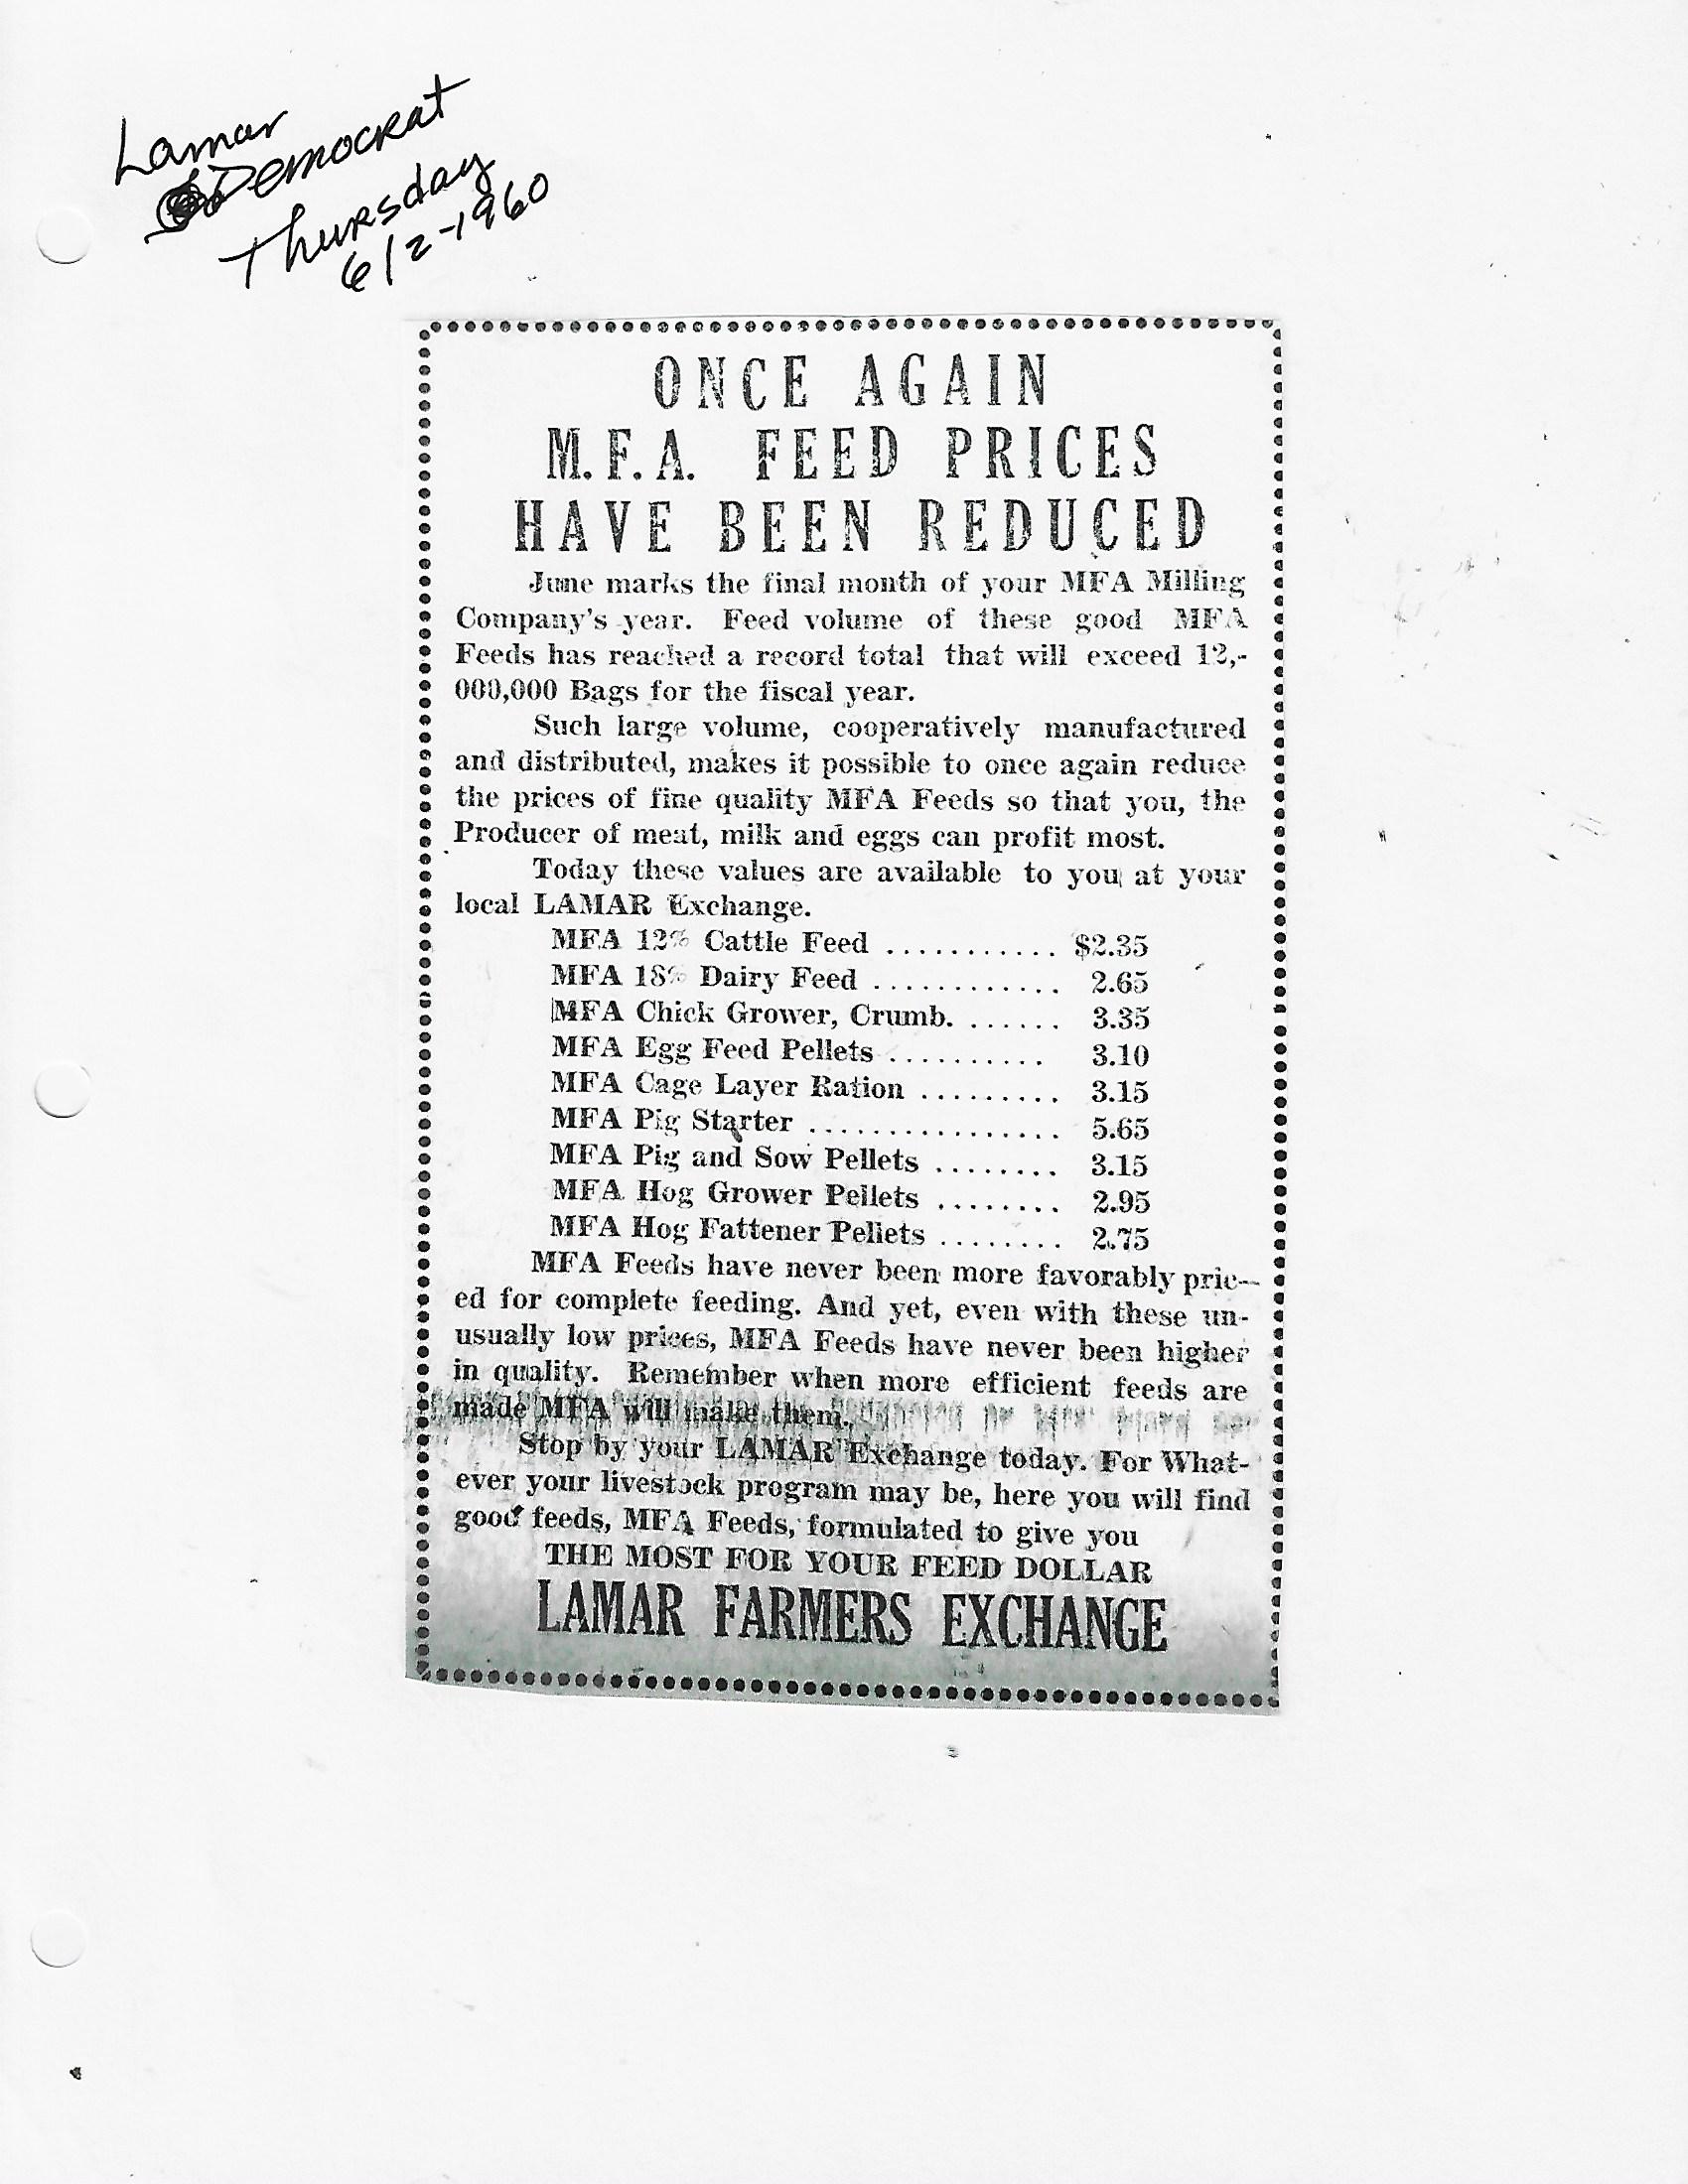 Lamar
Democrat
Thursday
6/2-1960
ONCE AGAIN
M.F.A. FEED PRICES
HAVE BEEN REDUCED
June marks the final month of your MFA Milling
Company's year. Feed volume of these good MFA
Feeds has reached a record total that will exceed 12,-
000,000 Bags for the fiscal year.
Such large volume, cooperatively manufactured
and distributed, makes it possible to once again reduce
the prices of fine quality MFA Feeds so that you, the
Producer of meat, milk and eggs can profit most.
Today these values are available to you at your
local LAMAR Exchange.
MFA 12% Cattle Feed ........... $2.35
MFA 18% Dairy Feed ............ 2.65
MFA Chick Grower, Crumb. ...... 3.35
MFA Egg Feed Pellets .......... 3.10
MFA Cage Layer Ration ......... 3.15
MFA Pig Starter ................ 5.65
MFA Pig and Sow Pellets ........ 3.15
MFA Hog Grower Pellets ........ 2.95
MFA Hog Fattener Pellets ........ 2.75
MFA Feeds have never been more favorably pric-
ed for complete feeding. And yet, even with these un-
usually low prices, MFA Feeds have never been higher
in quality. Remember when more efficient feeds are
made MFA will make them.
Stop by your LAMAR Exchange today. For What-
ever your livestock program may be, here you will find
good feeds, MFA Feeds, formulated to give you
THE MOST FOR YOUR FEED DOLLAR
LAMAR FARMERS EXCHANGE